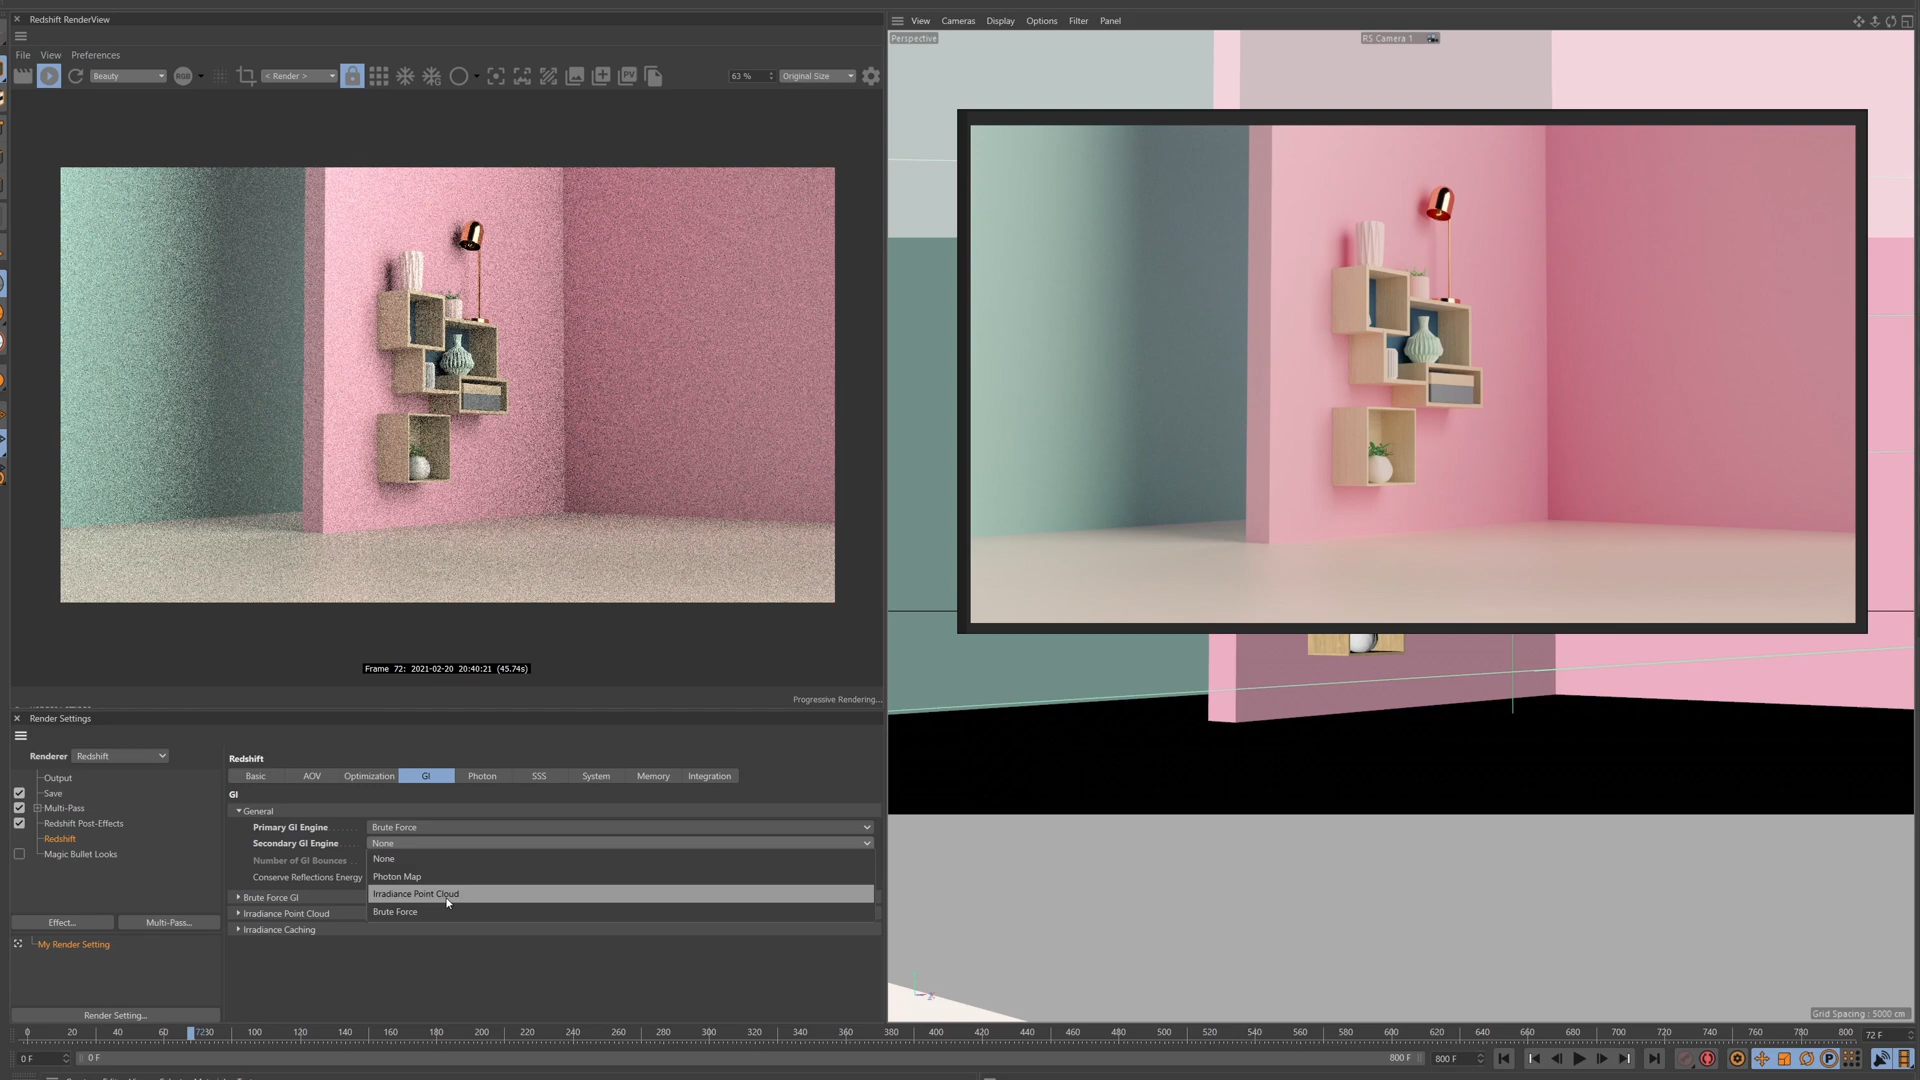 Redshift RenderView
File View Preferences
Beauty
RGB
< Render >
PV
63 %
Original Size
Frame 72: 2021-02-20 20:40:21 (45.74s)
Progressive Rendering...
Render Settings
Renderer Redshift
Output
Save
Multi-Pass
Redshift Post-Effects
Redshift
Magic Bullet Looks
Effect...
Multi-Pass...
My Render Setting
Render Setting...
Redshift
Basic AOV Optimization GI Photon SSS System Memory Integration
GI
General
Primary GI Engine Brute Force
Secondary GI Engine None
Number of GI Bounces
Conserve Reflections Energy
None
Photon Map
Irradiance Point Cloud
Brute Force
Brute Force GI
Irradiance Point Cloud
Irradiance Caching
View Cameras Display Options Filter Panel
Perspective
RS Camera 1
Grid Spacing : 5000 cm
0 20 40 60 7230 100 120 140 160 180 200 220 240 260 280 300 320 340 360 380 400 420 440 460 480 500 520 540 560 580 600 620 640 660 680 700 720 740 760 780 800
72 F
0 F
0 F
800 F
800 F
P